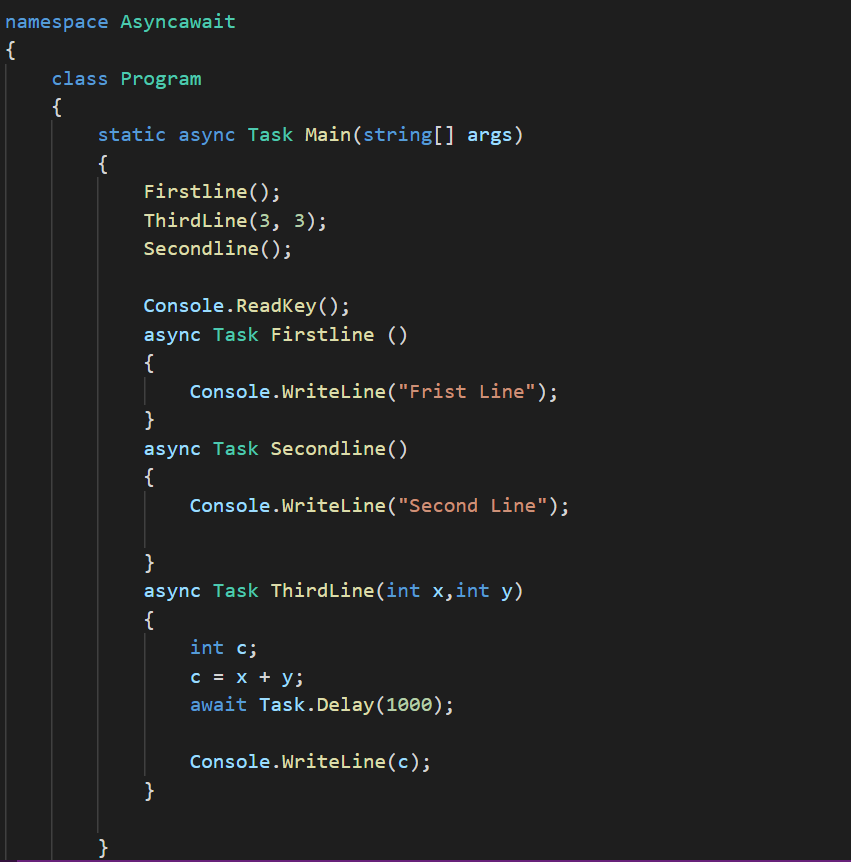 namespace Asyncawait
{
    class Program
    {
        static async Task Main(string[] args)
        {
            Firstline();
            ThirdLine(3, 3);
            Secondline();

            Console.ReadKey();
            async Task Firstline ()
            {
                Console.WriteLine("Frist Line");
            }
            async Task Secondline()
            {
                Console.WriteLine("Second Line");

            }
            async Task ThirdLine(int x,int y)
            {
                int c;
                c = x + y;
                await Task.Delay(1000);

                Console.WriteLine(c);
            }

        }